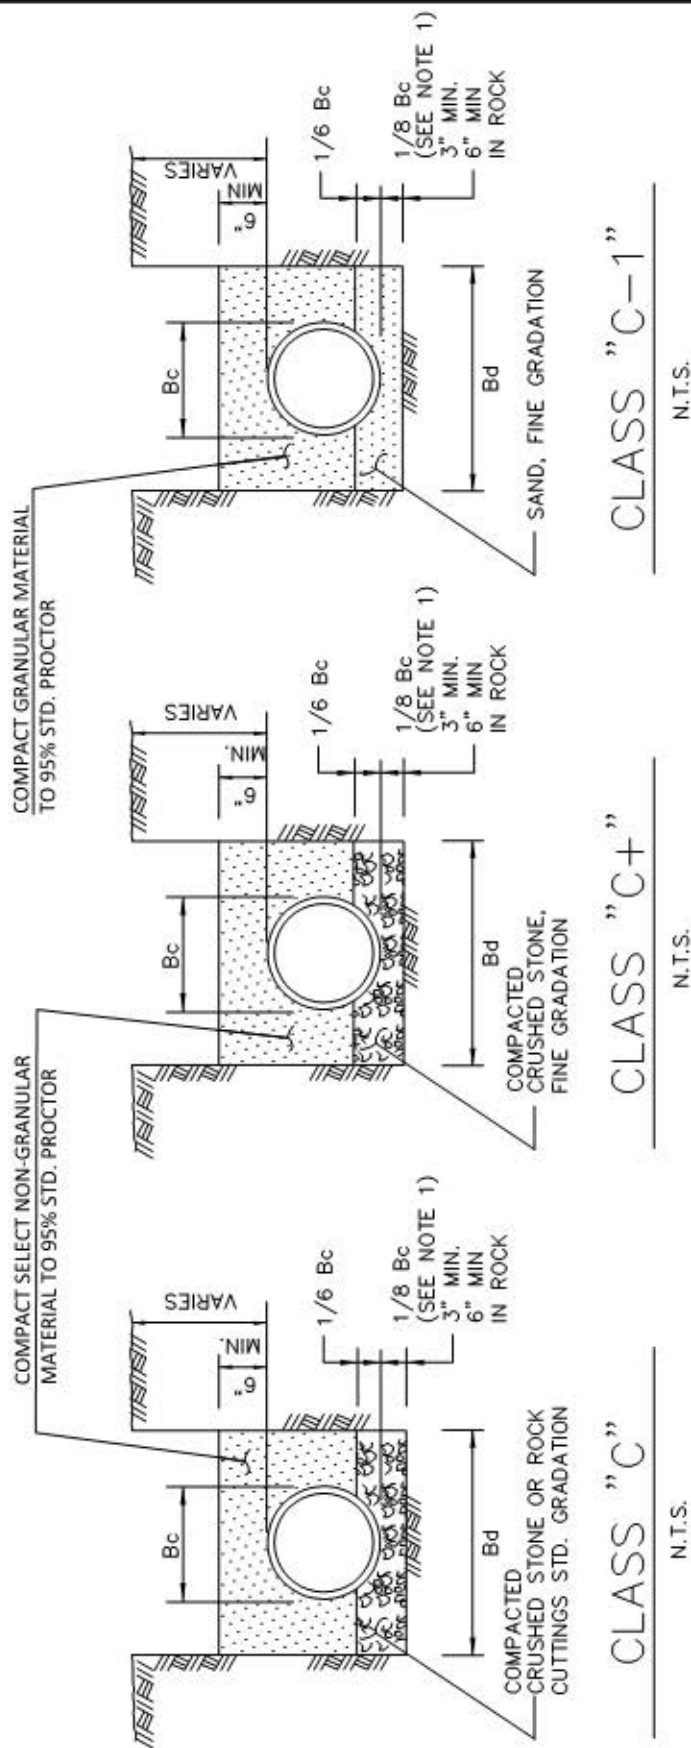 COMPACT SELECT NON-GRANULAR
MATERIAL TO 95% STD. PROCTOR
COMPACT GRANULAR MATERIAL
TO 95% STD. PROCTOR
Bc
6"
MIN.
VARIES
1/6 Bc
1/8 Bc
(SEE NOTE 1)
3" MIN.
6" MIN
IN ROCK
Bd
COMPACTED
CRUSHED STONE OR ROCK
CUTTINGS STD. GRADATION
CLASS "C"
N.T.S.
Bc
6"
MIN.
VARIES
1/6 Bc
1/8 Bc
(SEE NOTE 1)
3" MIN.
6" MIN
IN ROCK
Bd
COMPACTED
CRUSHED STONE,
FINE GRADATION
CLASS "C+"
N.T.S.
Bc
6"
MIN
VARIES
1/6 Bc
1/8 Bc
(SEE NOTE 1)
3" MIN.
6" MIN
IN ROCK
Bd
SAND, FINE GRADATION
CLASS "C-1"
N.T.S.